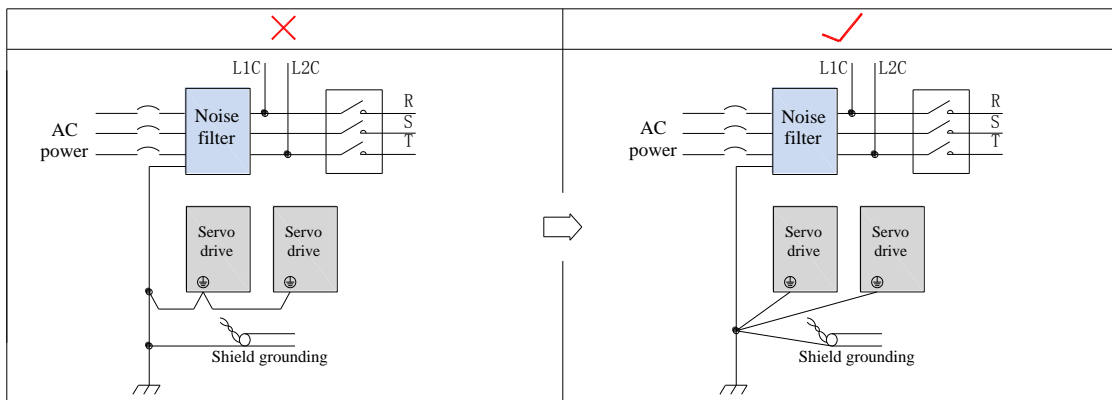 L1C L2C
Noise
filter
R
S
T
AC
power
Servo
drive
Servo
drive
Shield grounding
L1C L2C
Noise
filter
R
S
T
AC
power
Servo
drive
Servo
drive
Shield grounding